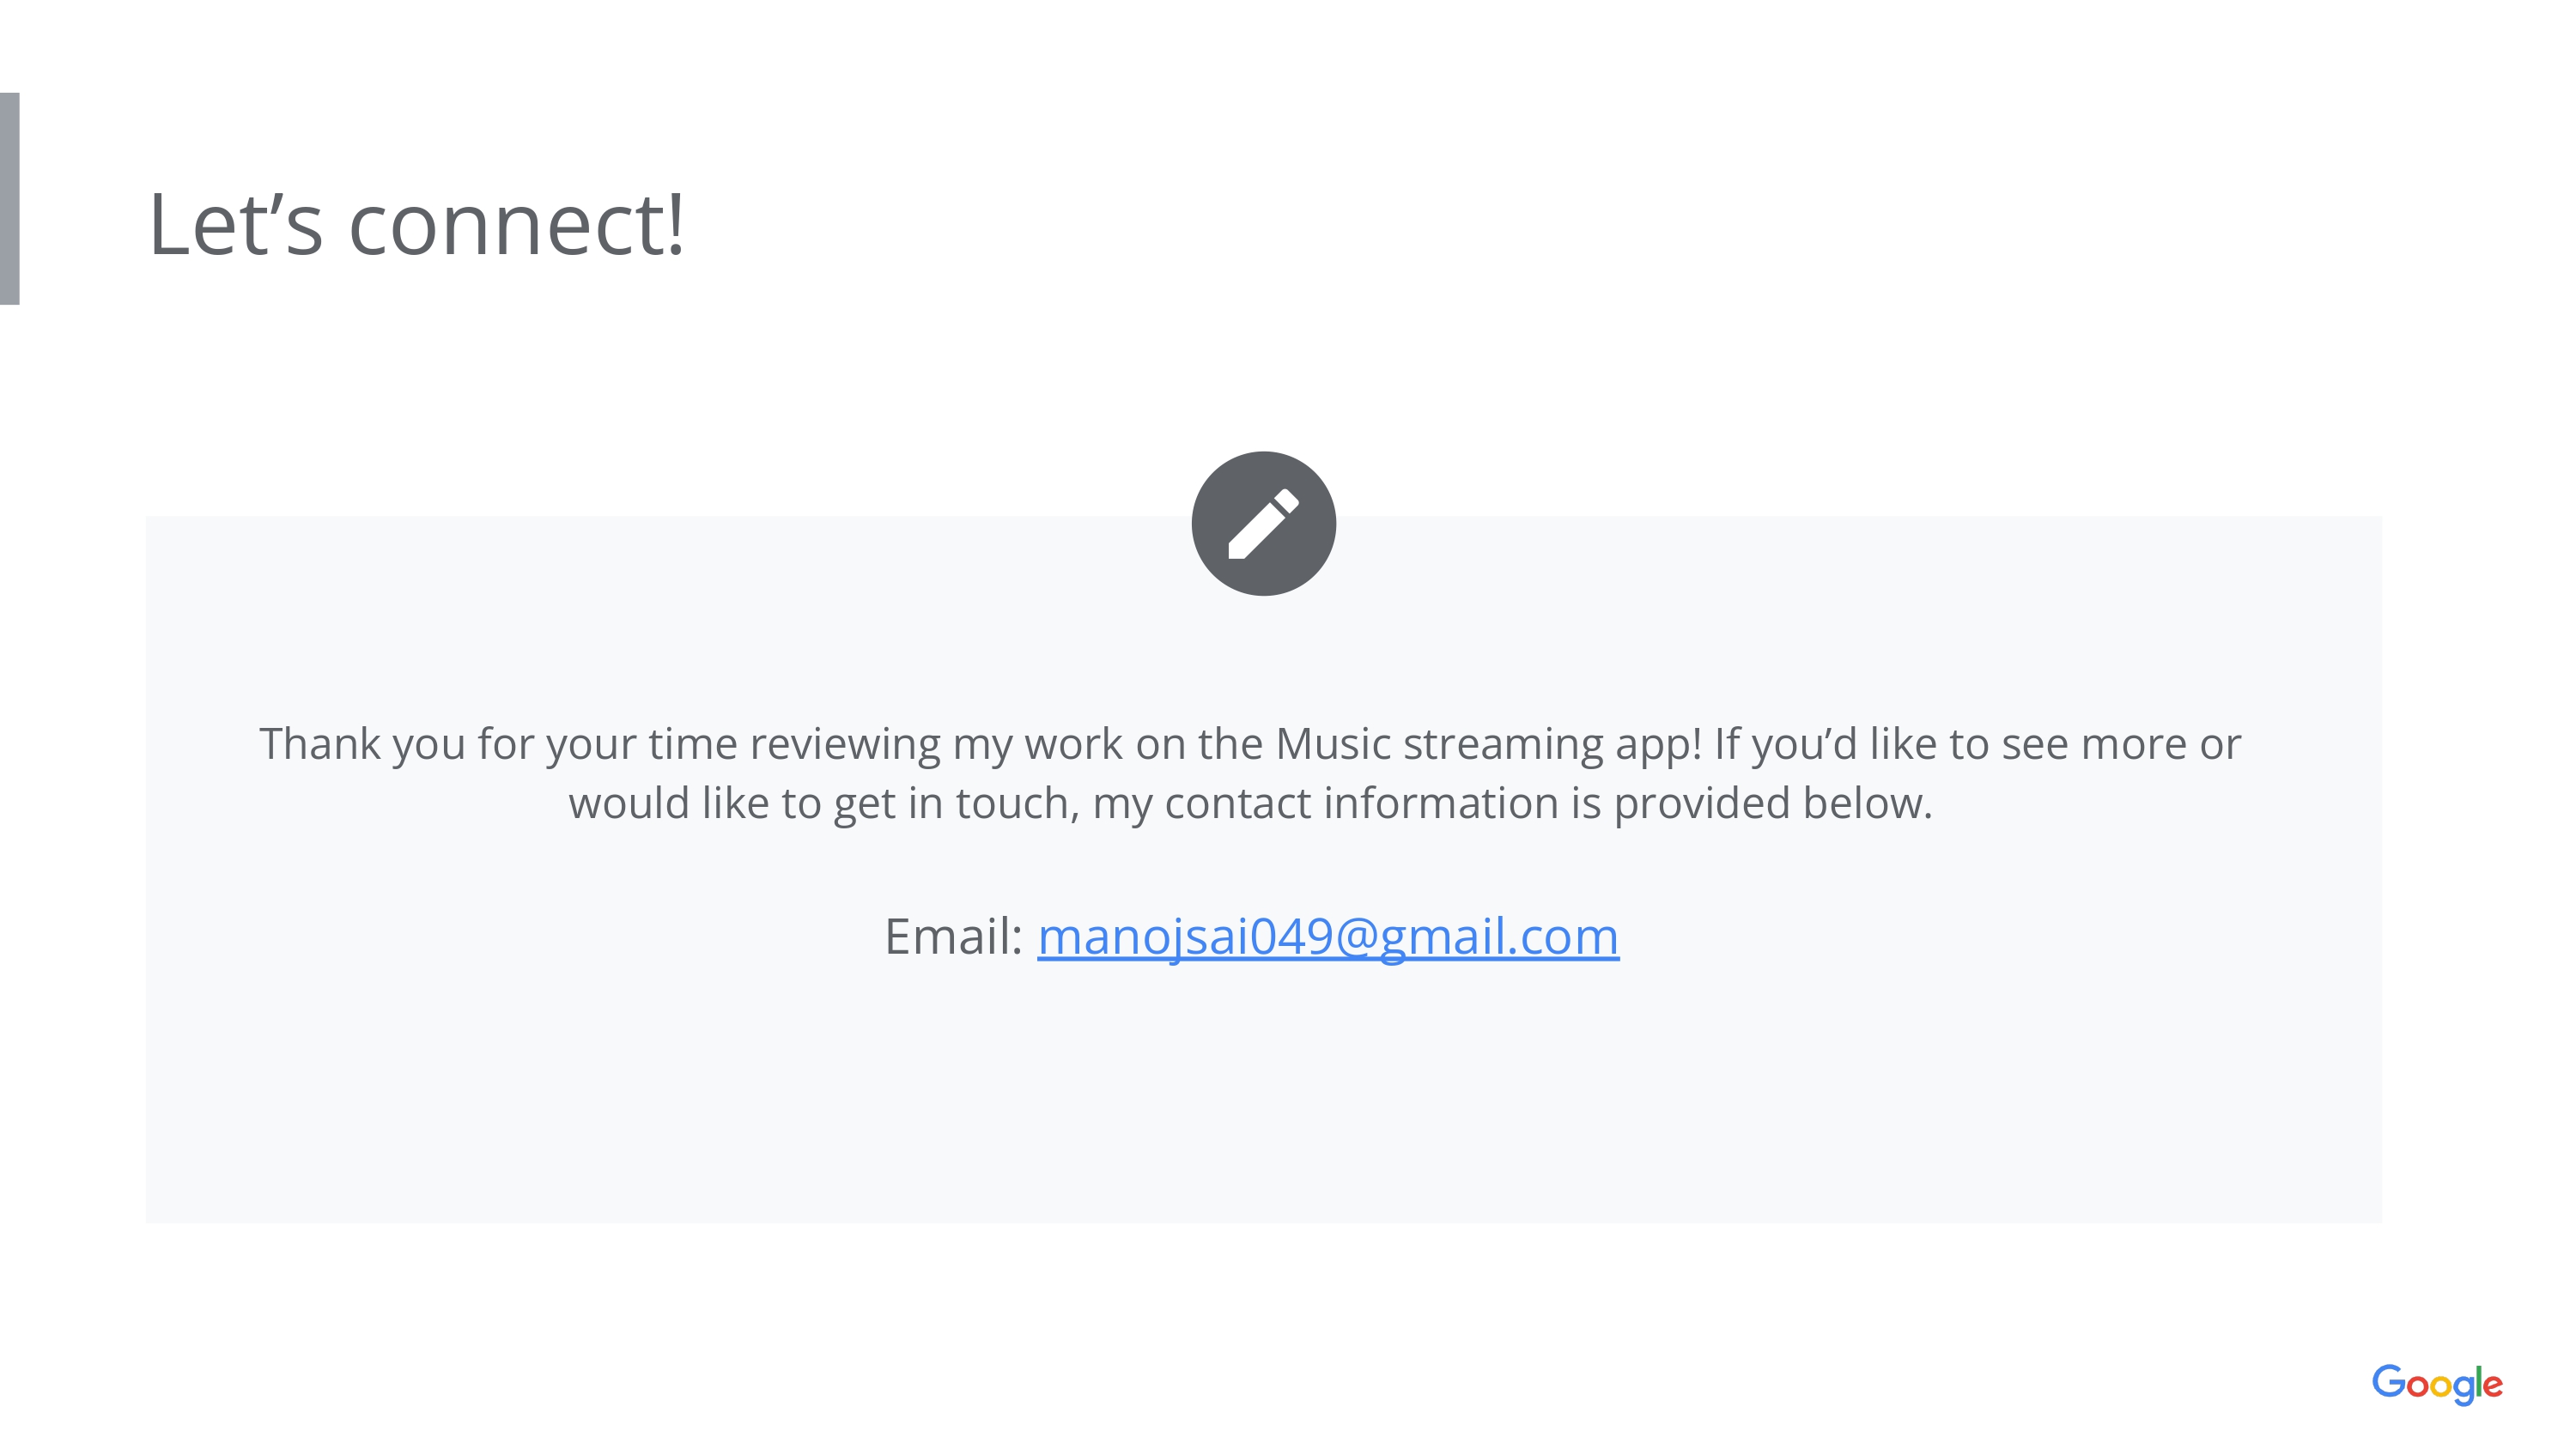 Let’s connect!
Thank you for your time reviewing my work on the Music streaming app! If you’d like to see more or
would like to get in touch, my contact information is provided below.
Email: manojsai049@gmail.com
Google